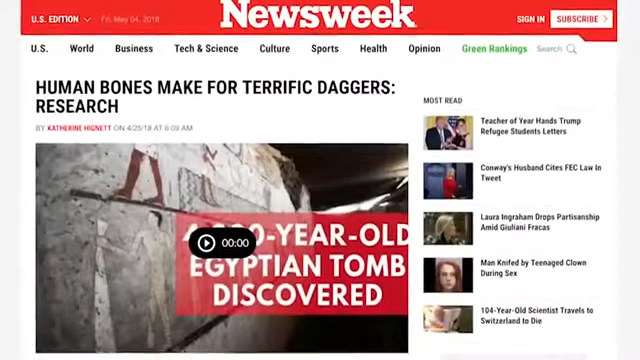 Newsweek
U.S. EDITION Fri, May 04, 2018
SIGN IN SUBSCRIBE
U.S. World Business Tech & Science Culture Sports Health Opinion Green Rankings Search
HUMAN BONES MAKE FOR TERRIFIC DAGGERS:
RESEARCH
BY KATHERINE HIGNETT ON 4/25/18 AT 6:09 AM
00:00
0-YEAR-OLD
EGYPTIAN TOMB
DISCOVERED
MOST READ
Teacher of Year Hands Trump
Refugee Students Letters
Conway's Husband Cites FEC Law In
Tweet
Laura Ingraham Drops Partisanship
Amid Giuliani Fracas
Man Knifed by Teenaged Clown
During Sex
104-Year-Old Scientist Travels to
Switzerland to Die